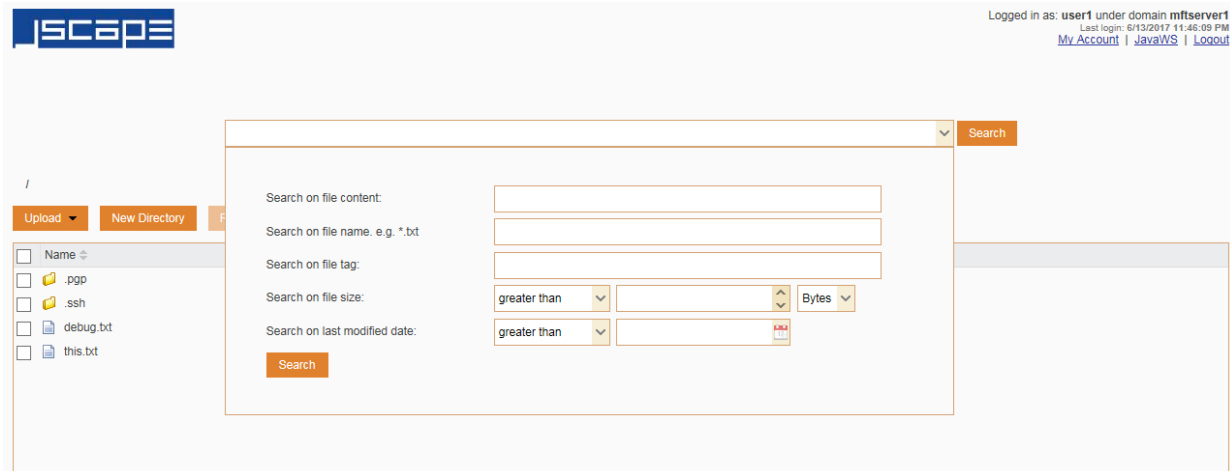 JSCAPE
Logged in as: user1 under domain mftserver1
Last login: 6/13/2017 11:46:09 PM
My Account | JavaWS | Logout
Search
/
Search on file content:
Upload
New Directory
Search on file name. e.g. *.txt
Name
Search on file tag:
.pgp
Search on file size:
greater than
Bytes
.ssh
debug.txt
Search on last modified date:
greater than
this.txt
Search